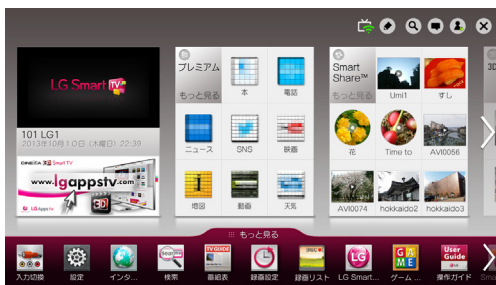 LG Smart TV
101 LG1
2013年10月10日 (木曜日) 22:39
CINEMA 3D Smart TV
www.lgappstv.com
LG Apps tv
3D
プレミアム
もっと見る
本
電話
ニュース
SNS
映画
地図
動画
天気
Smart
Share™
もっと見る
Umi1
すし
花
Time to
AVI0056
AVI0074
hokkaido2
hokkaido3
3D
もっと見る
入力切換
設定
インタ...
Search
検索
TV GUIDE
番組表
録画設定
REC
録画リスト
LG
LG Smart...
GAME
ゲーム ...
User
Guide
操作ガイド
Sma